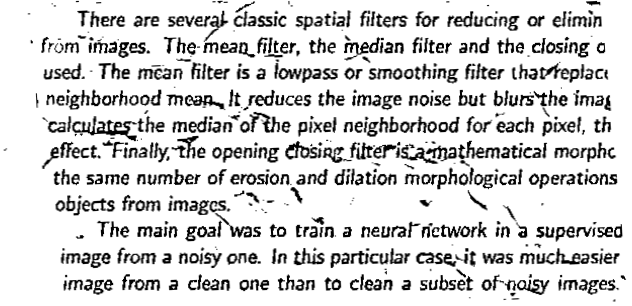 There are several classic spatial filters for reducing or elimin
from images. The mean filter, the median filter and the closing o
used. The mean filter is a lowpass or smoothing filter that replace
neighborhood mean. It reduces the image noise but blurs the imag
calculates the median of the pixel neighborhood for each pixel, th
effect. Finally, the opening closing filter is a mathematical morpho
the same number of erosion and dilation morphological operations
objects from images.
The main goal was to train a neural network in a supervised
image from a noisy one. In this particular case, it was much easier
image from a clean one than to clean a subset of noisy images.